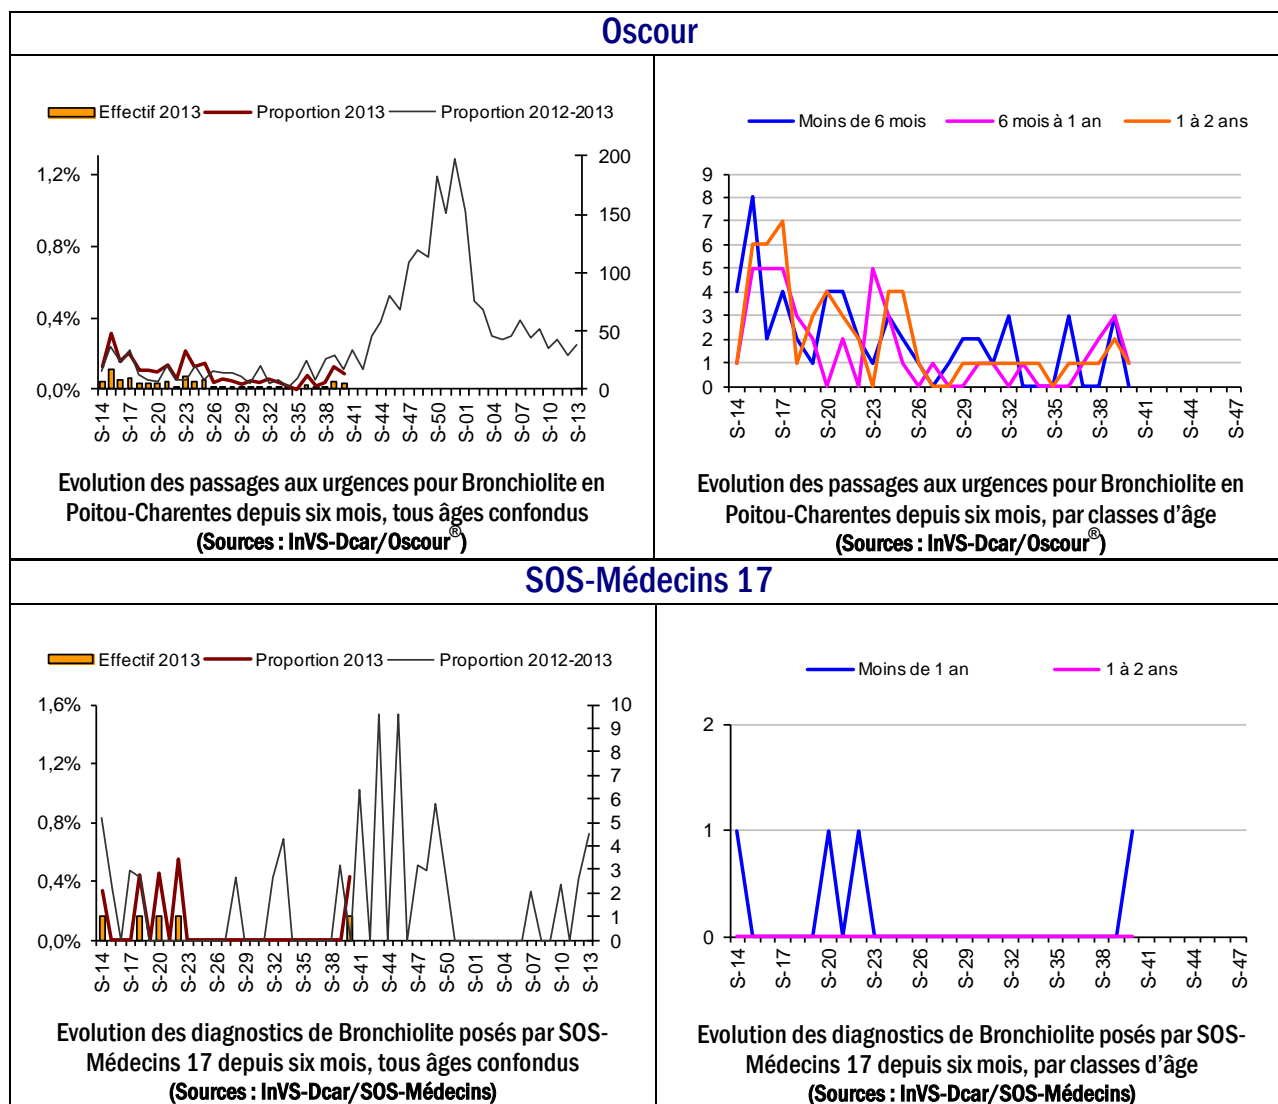 Oscour
Effectif 2013 Proportion 2013 Proportion 2012-2013
1,2%
0,8%
0,4%
0,0%
200
150
100
50
0
S-14 S-17 S-20 S-23 S-26 S-29 S-32 S-35 S-38 S-41 S-44 S-47 S-50 S-01 S-04 S-07 S-10 S-13
Evolution des passages aux urgences pour Bronchiolite en
Poitou-Charentes depuis six mois, tous âges confondus
(Sources : InVS-Dcar/Oscour®)
Moins de 6 mois 6 mois à 1 an 1 à 2 ans
9
8
7
6
5
4
3
2
1
0
S-14 S-17 S-20 S-23 S-26 S-29 S-32 S-35 S-38 S-41 S-44 S-47
Evolution des passages aux urgences pour Bronchiolite en
Poitou-Charentes depuis six mois, par classes d’âge
(Sources : InVS-Dcar/Oscour®)
SOS-Médecins 17
Effectif 2013 Proportion 2013 Proportion 2012-2013
1,6%
1,2%
0,8%
0,4%
0,0%
10
9
8
7
6
5
4
3
2
1
0
S-14 S-17 S-20 S-23 S-26 S-29 S-32 S-35 S-38 S-41 S-44 S-47 S-50 S-01 S-04 S-07 S-10 S-13
Evolution des diagnostics de Bronchiolite posés par SOS-
Médecins 17 depuis six mois, tous âges confondus
(Sources : InVS-Dcar/SOS-Médecins)
Moins de 1 an 1 à 2 ans
2
1
0
S-14 S-17 S-20 S-23 S-26 S-29 S-32 S-35 S-38 S-41 S-44 S-47
Evolution des diagnostics de Bronchiolite posés par SOS-
Médecins 17 depuis six mois, par classes d’âge
(Sources : InVS-Dcar/SOS-Médecins)